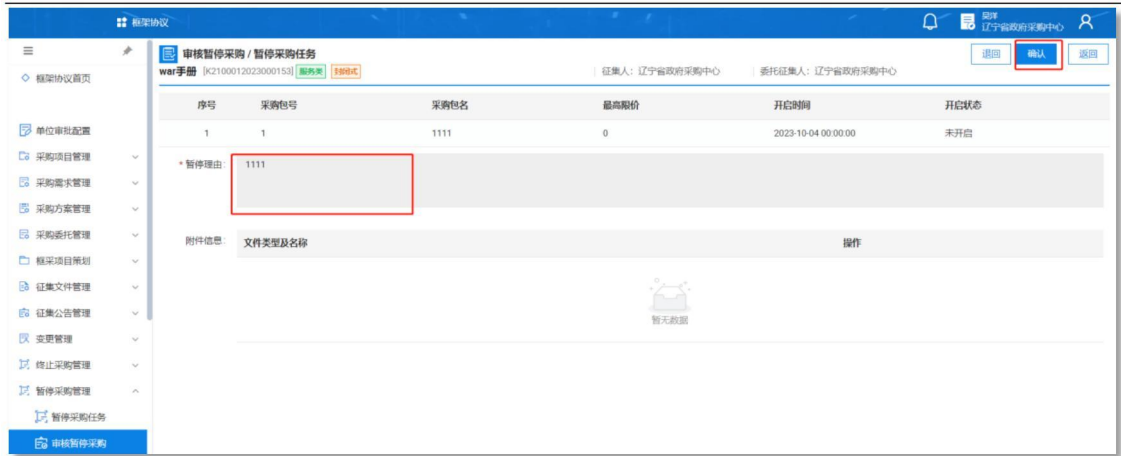 框架协议
吴洋
辽宁省政府采购中心
审核暂停采购 / 暂停采购任务
退回
确认
返回
war手册 [K2100012023000153] 服务类 封闭式
征集人：辽宁省政府采购中心
委托征集人：辽宁省政府采购中心
框架协议首页
单位审批配置
采购项目管理
采购需求管理
采购方案管理
采购委托管理
框采项目策划
征集文件管理
征集公告管理
变更管理
终止采购管理
暂停采购管理
暂停采购任务
审核暂停采购
序号 采购包号 采购包名 最高限价 开启时间 开启状态
1 1 1111 0 2023-10-04 00:00:00 未开启
* 暂停理由: 1111
附件信息: 文件类型及名称 操作
暂无数据